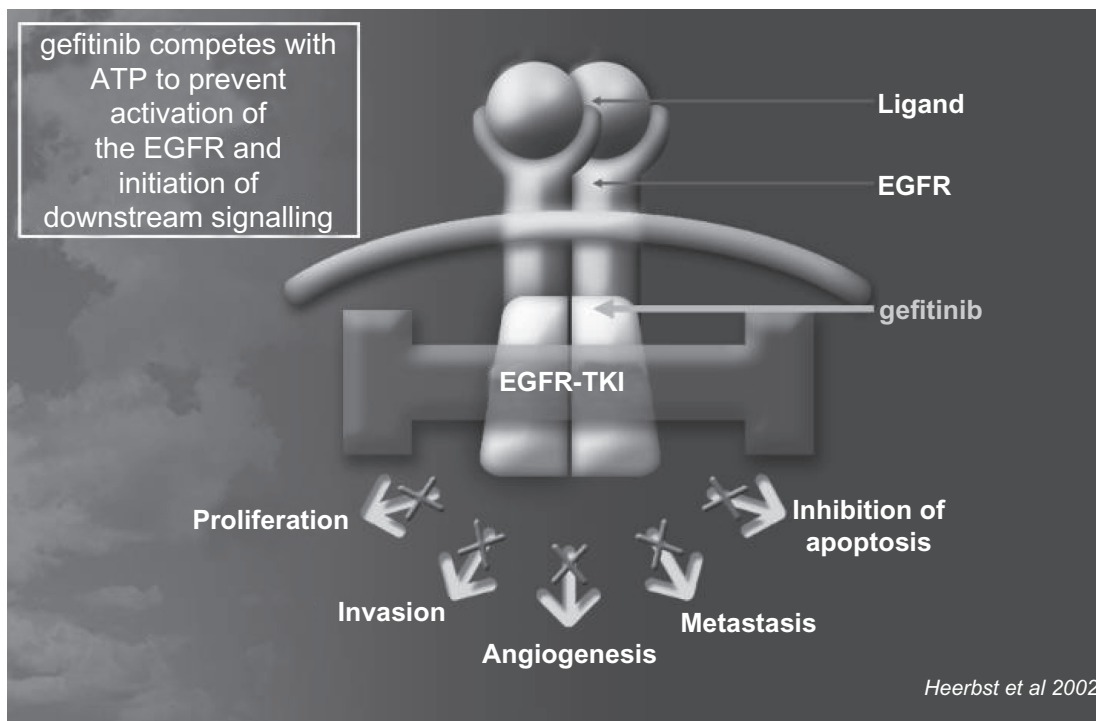 gefitinib competes with
ATP to prevent
activation of
the EGFR and
initiation of
downstream signalling
Ligand
EGFR
gefitinib
EGFR-TKI
Proliferation
Inhibition of
apoptosis
Invasion
Metastasis
Angiogenesis
Heerbst et al 2002